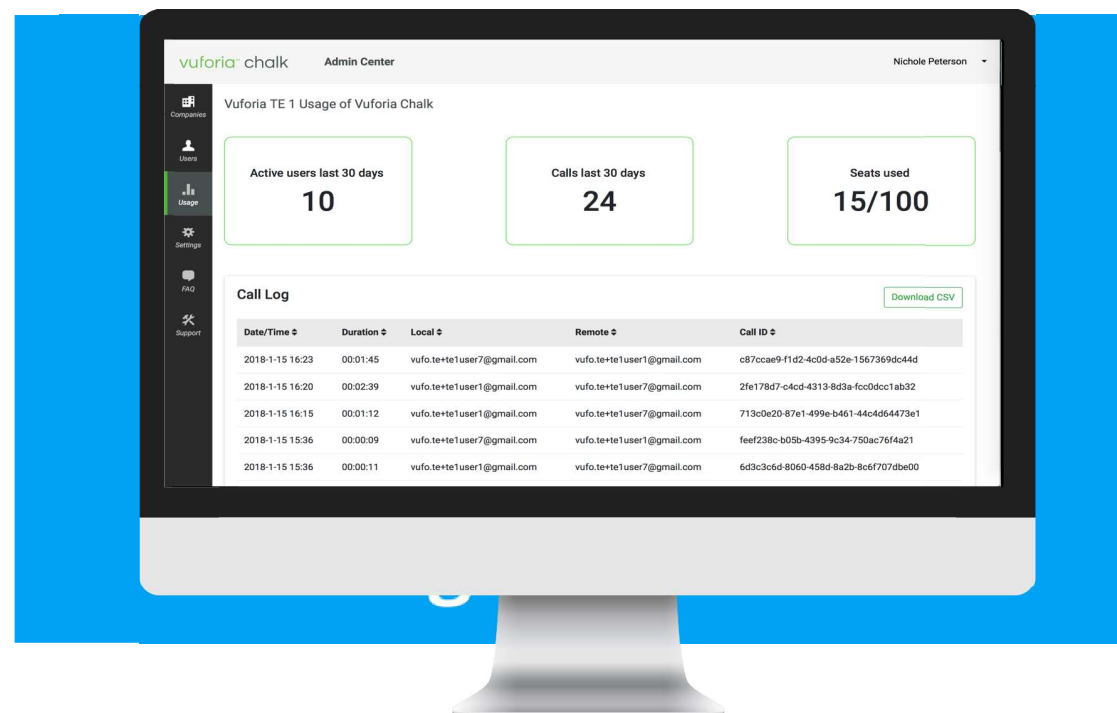 vuforia chalk Admin Center Nichole Peterson
Companies
Users
Usage
Settings
FAQ
Support
Vuforia TE 1 Usage of Vuforia Chalk
Active users last 30 days
10
Calls last 30 days
24
Seats used
15/100
Call Log
Download CSV
Date/Time Duration Local Remote Call ID
2018-1-15 16:23 00:01:45 vufo.te+te1user7@gmail.com vufo.te+te1user1@gmail.com c87ccae9-f1d2-4c0d-a52e-1567369dc44d
2018-1-15 16:20 00:02:39 vufo.te+te1user1@gmail.com vufo.te+te1user7@gmail.com 2fe178d7-c4cd-4313-8d3a-fcc0dcc1ab32
2018-1-15 16:15 00:01:12 vufo.te+te1user1@gmail.com vufo.te+te1user7@gmail.com 713c0e20-87e1-499e-b461-44c4d64473e1
2018-1-15 15:36 00:00:09 vufo.te+te1user7@gmail.com vufo.te+te1user1@gmail.com feef238c-b05b-4395-9c34-750ac76f4a21
2018-1-15 15:36 00:00:11 vufo.te+te1user1@gmail.com vufo.te+te1user7@gmail.com 6d3c3c6d-8060-458d-8a2b-8c6f707dbe00